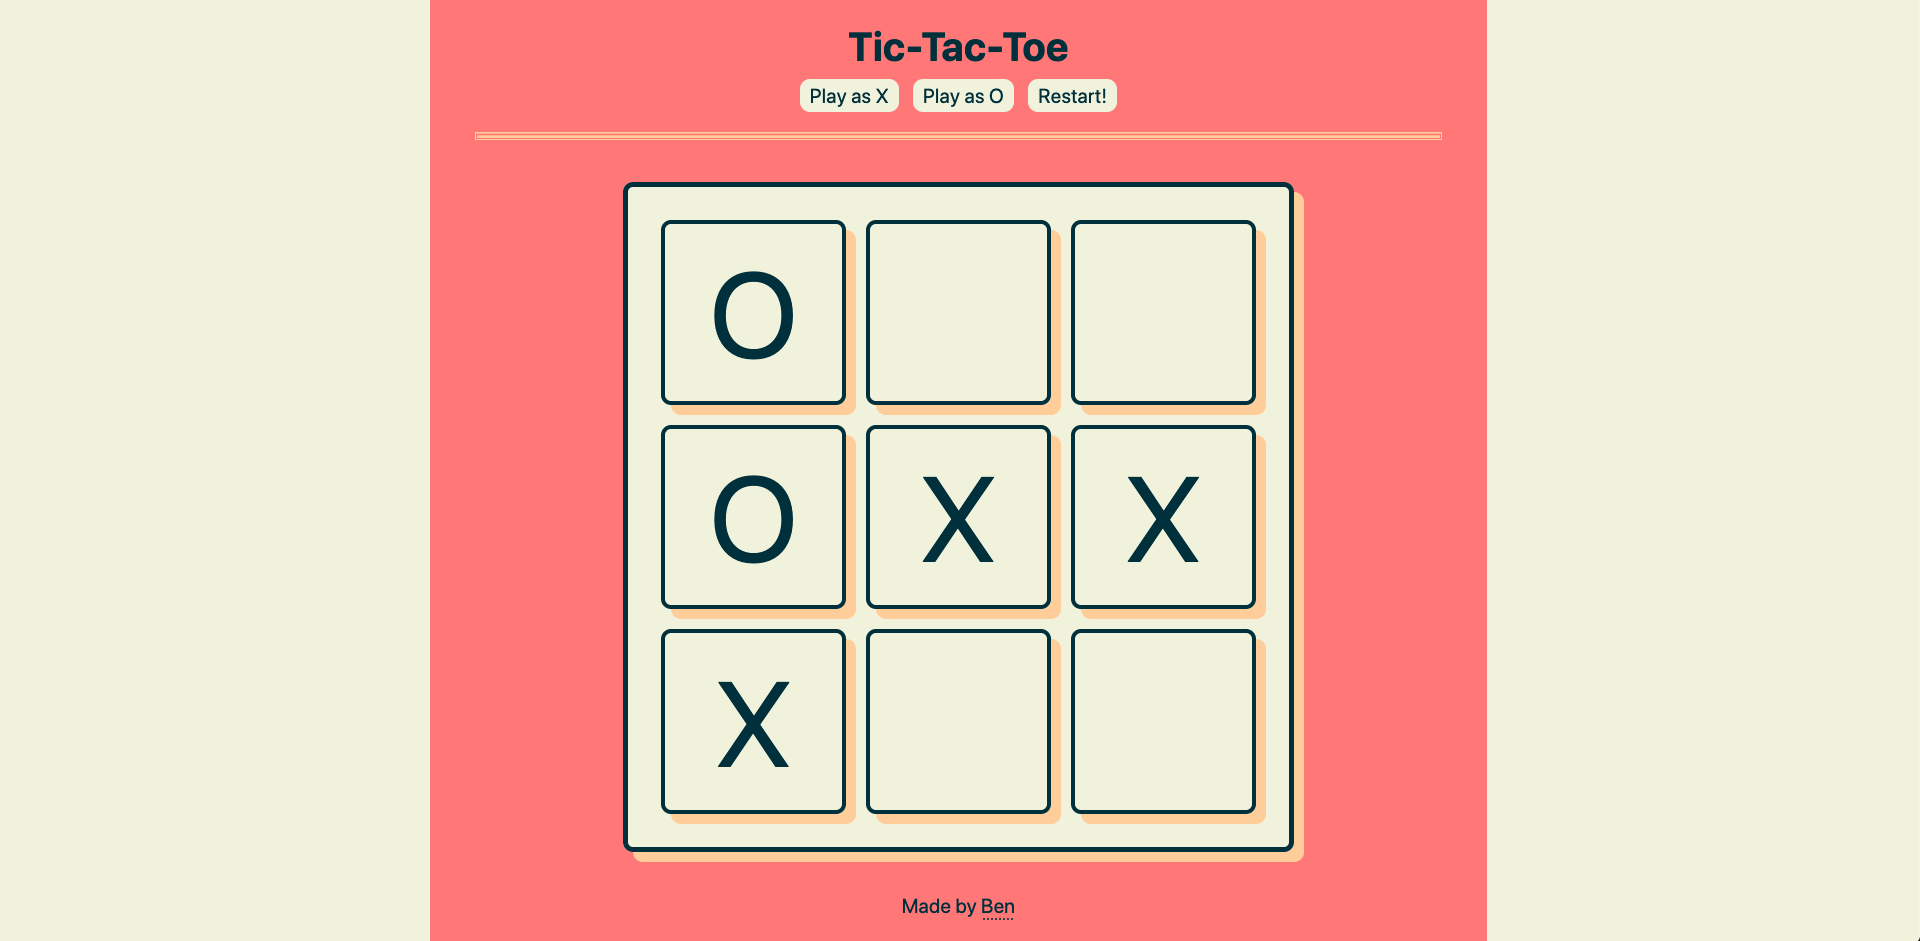 Tic-Tac-Toe
Play as X Play as O Restart!
O
O X X
X
Made by Ben